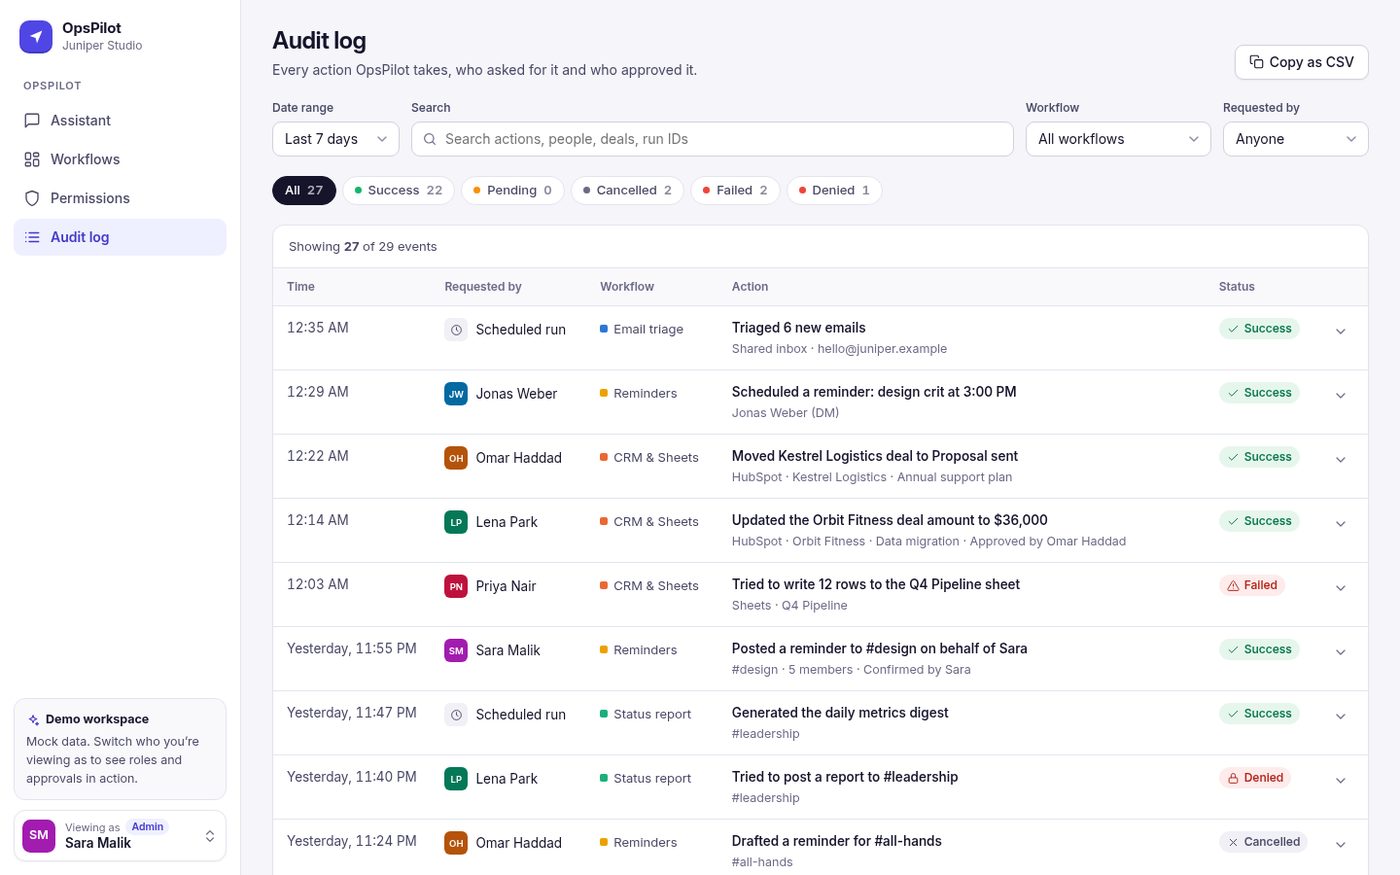 OpsPilot
Juniper Studio
OPSPILOT
Assistant
Workflows
Permissions
Audit log
Demo workspace
Mock data. Switch who you're
viewing as to see roles and
approvals in action.
SM
Viewing as Admin
Sara Malik
Audit log
Every action OpsPilot takes, who asked for it and who approved it.
Copy as CSV
Date range Search Workflow Requested by
Last 7 days Search actions, people, deals, run IDs All workflows Anyone
All 27 Success 22 Pending 0 Cancelled 2 Failed 2 Denied 1
Showing 27 of 29 events
Time Requested by Workflow Action Status
12:35 AM Scheduled run Email triage Triaged 6 new emails Success
Shared inbox · hello@juniper.example
12:29 AM JW Jonas Weber Reminders Scheduled a reminder: design crit at 3:00 PM Success
Jonas Weber (DM)
12:22 AM OH Omar Haddad CRM & Sheets Moved Kestrel Logistics deal to Proposal sent Success
HubSpot · Kestrel Logistics · Annual support plan
12:14 AM LP Lena Park CRM & Sheets Updated the Orbit Fitness deal amount to $36,000 Success
HubSpot · Orbit Fitness · Data migration · Approved by Omar Haddad
12:03 AM PN Priya Nair CRM & Sheets Tried to write 12 rows to the Q4 Pipeline sheet Failed
Sheets · Q4 Pipeline
Yesterday, 11:55 PM SM Sara Malik Reminders Posted a reminder to #design on behalf of Sara Success
#design · 5 members · Confirmed by Sara
Yesterday, 11:47 PM Scheduled run Status report Generated the daily metrics digest Success
#leadership
Yesterday, 11:40 PM LP Lena Park Status report Tried to post a report to #leadership Denied
#leadership
Yesterday, 11:24 PM OH Omar Haddad Reminders Drafted a reminder for #all-hands Cancelled
#all-hands